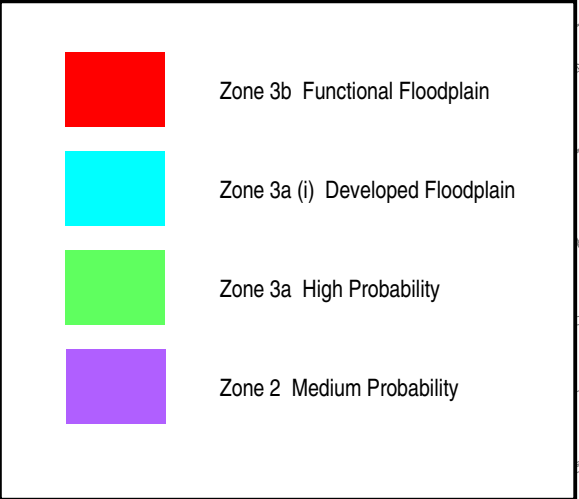 Zone 3b Functional Floodplain
Zone 3a (i) Developed Floodplain
Zone 3a High Probability
Zone 2 Medium Probability